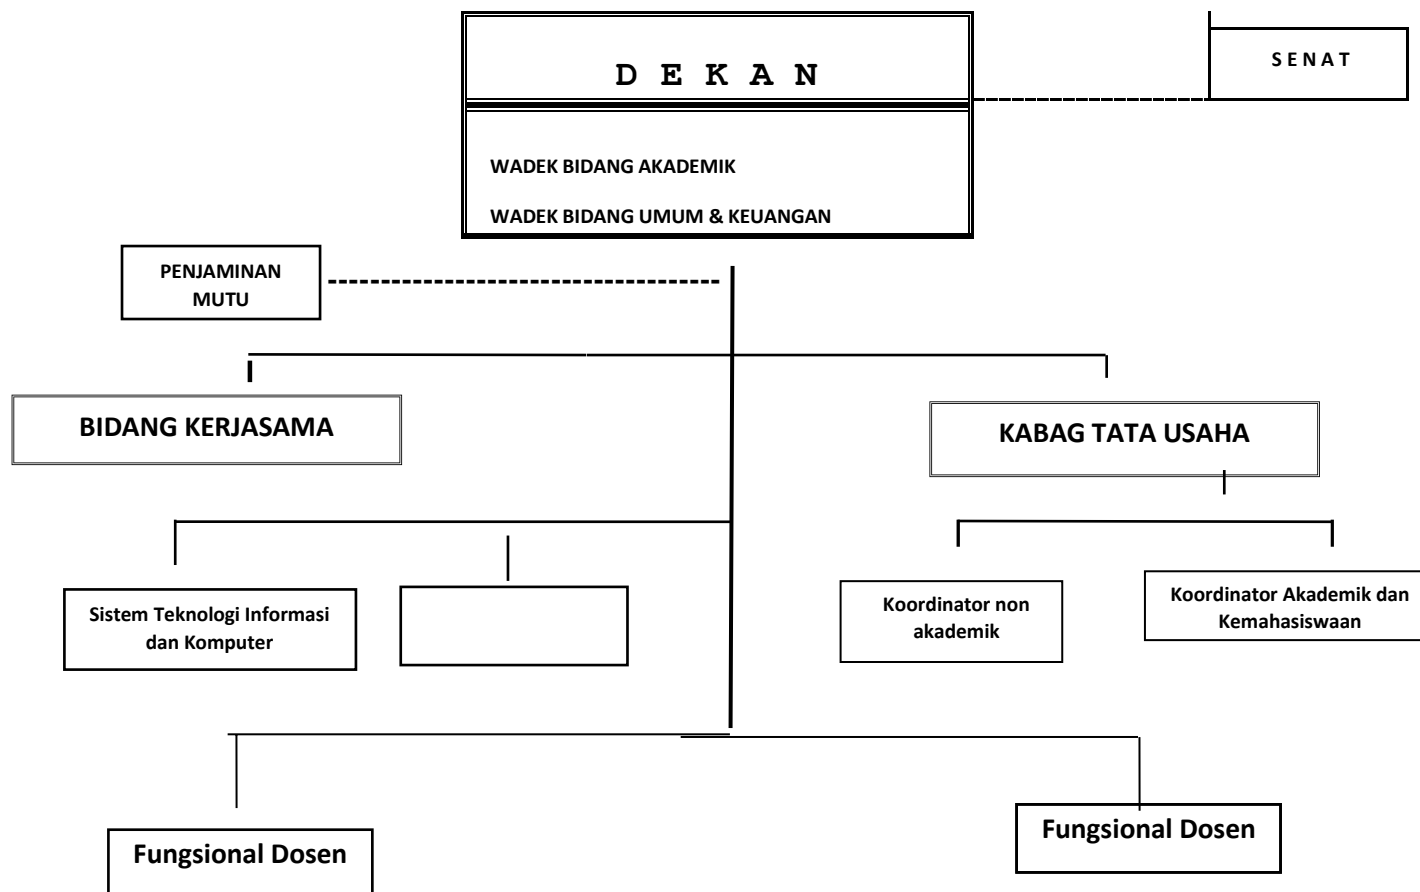 D E K A N
S E N A T
WADEK BIDANG AKADEMIK
WADEK BIDANG UMUM & KEUANGAN
PENJAMINAN
MUTU
BIDANG KERJASAMA
KABAG TATA USAHA
Sistem Teknologi Informasi
dan Komputer
Koordinator non
akademik
Koordinator Akademik dan
Kemahasiswaan
Fungsional Dosen
Fungsional Dosen